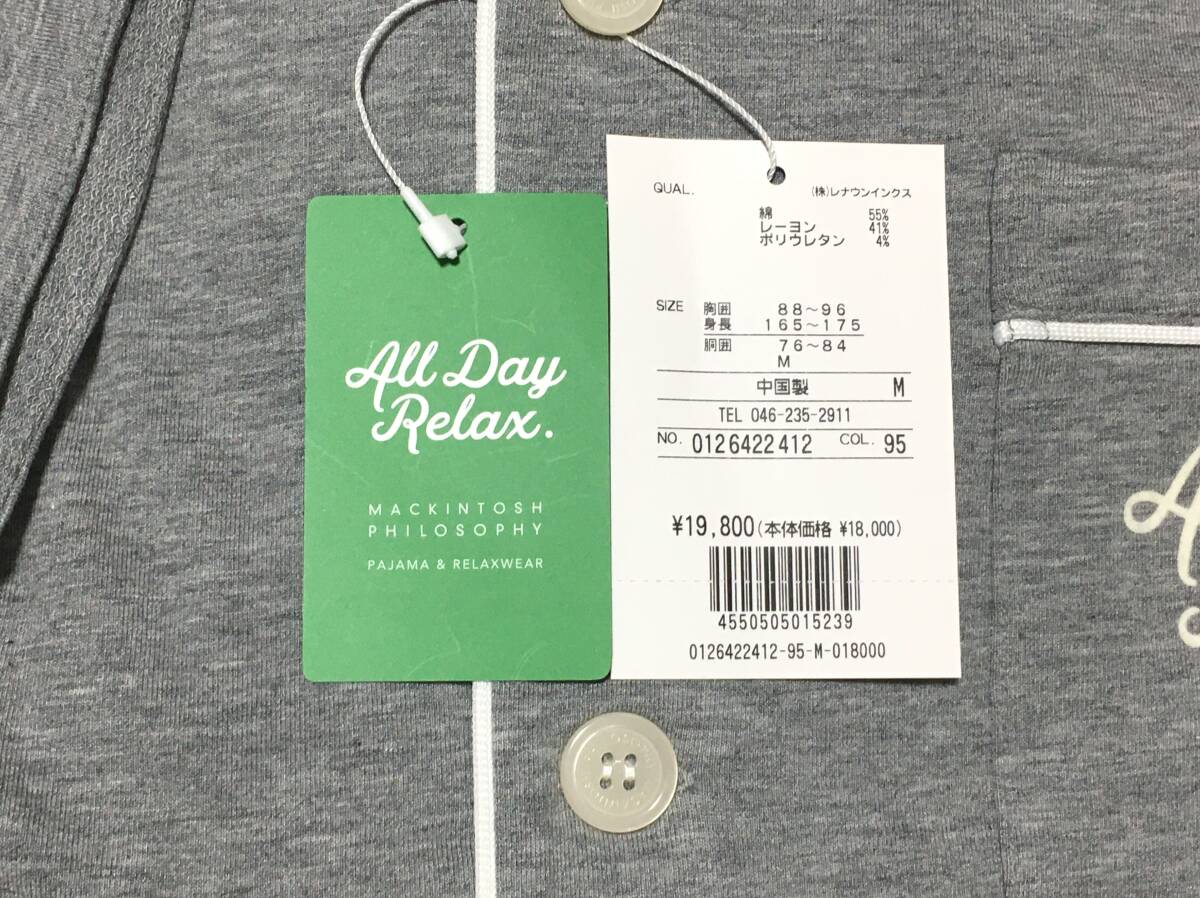 All Day
Relax.
MACKINTOSH
PHILOSOPHY
PAJAMA & RELAXWEAR
QUAL. (株)レナウンインクス
綿 55%
レーヨン 41%
ポリウレタン 4%
SIZE 胸囲 88~96
身長 165~175
胴囲 76~84
M
中国製 M
TEL 046-235-2911
NO. 0126422412 COL. 95
¥19,800(本体価格 ¥18,000)
4550505015239
0126422412-95-M-018000